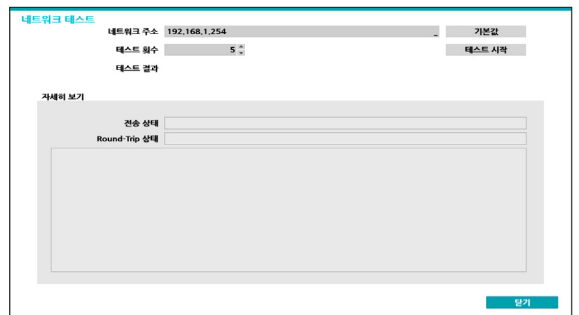 네트워크 테스트
네트워크 주소 192,168,1,254 기본값
테스트 횟수 5 테스트 시작
테스트 결과
자세히 보기
전송 상태
Round-Trip 상태
닫기